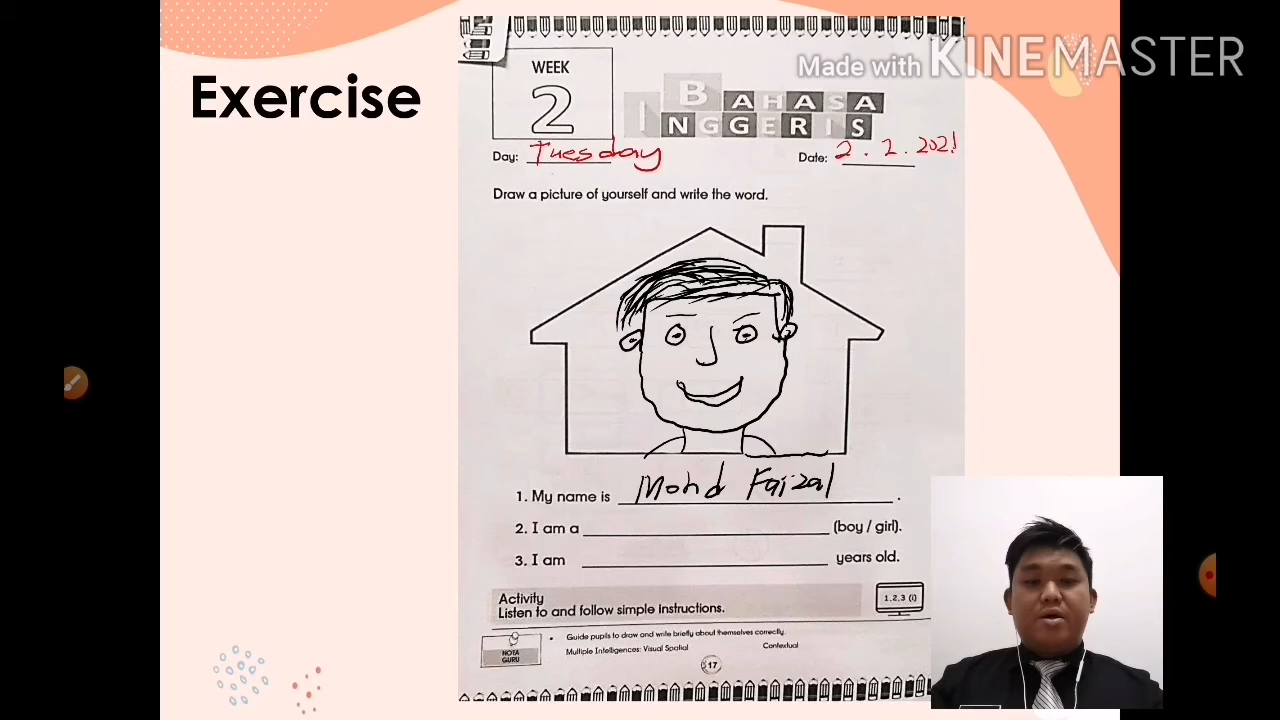 Made with KINEMASTER
Exercise
WEEK
2
BAHASA
INGGERIS
Day: Tuesday
Date: 2.2.2021
Draw a picture of yourself and write the word.
1. My name is Mohd Faizal.
2. I am a (boy / girl).
3. I am years old.
Activity
Listen to and follow simple instructions.
1,2,3 (i)
NOTA
GURU
• Guide pupils to draw and write briefly about themselves correctly.
Multiple Intelligences: Visual Spatial Contextual
17